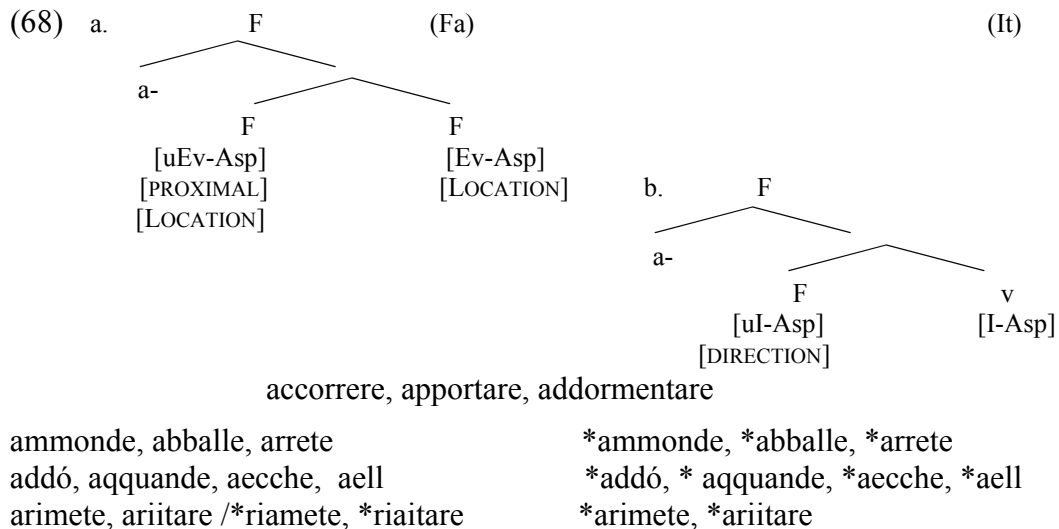 (68) a. F (Fa) (It)
a-
F F
[uEv-Asp] [Ev-Asp]
[PROXIMAL] [LOCATION] b. F
[LOCATION]
a-
F v
[uI-Asp] [I-Asp]
[DIRECTION]
accorrere, apportare, addormentare
ammonde, abballe, arrete *ammonde, *abballe, *arrete
addó, aqquande, aecche, aell *addó, * aqquande, *aecche, *aell
arimete, ariitare /*riamete, *riaitare *arimete, *ariitare